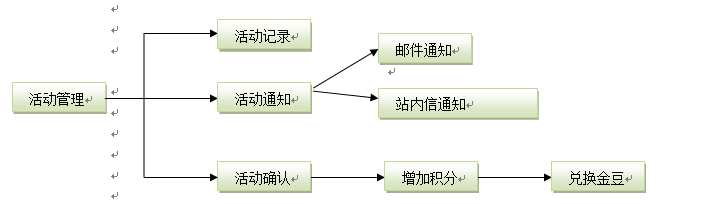 活动记录
邮件通知
活动管理
活动通知
站内信通知
活动确认
增加积分
兑换金豆